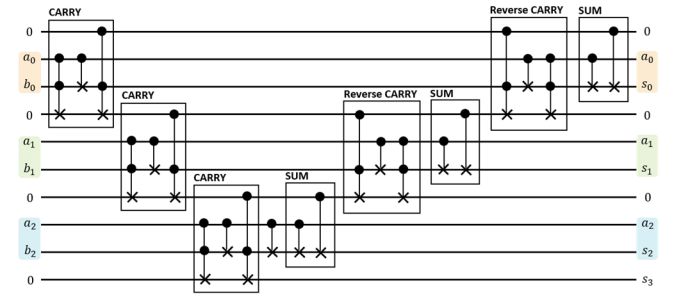 CARRY Reverse CARRY SUM
0 0
a₀ a₀
b₀ s₀
CARRY Reverse CARRY SUM
0 0
a₁ a₁
b₁ s₁
CARRY SUM
0 0
a₂ a₂
b₂ s₂
0 s₃